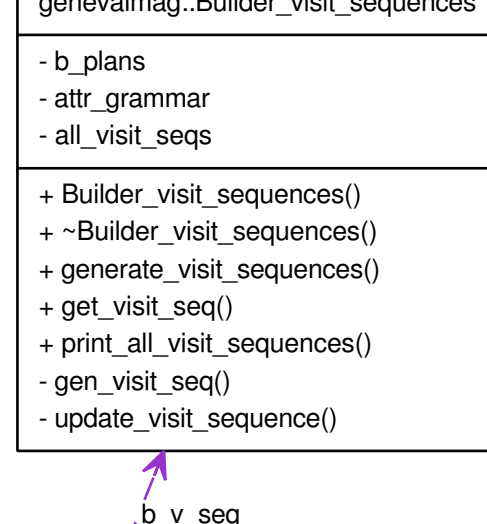 genevalmag::Builder_visit_sequences
- b_plans
- attr_grammar
- all_visit_seqs
+ Builder_visit_sequences()
+ ~Builder_visit_sequences()
+ generate_visit_sequences()
+ get_visit_seq()
+ print_all_visit_sequences()
- gen_visit_seq()
- update_visit_sequence()
b_v_seq